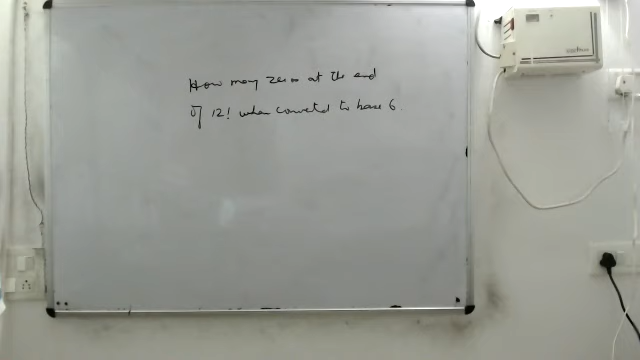 How many zeros at the end
of 12! when converted to base 6.